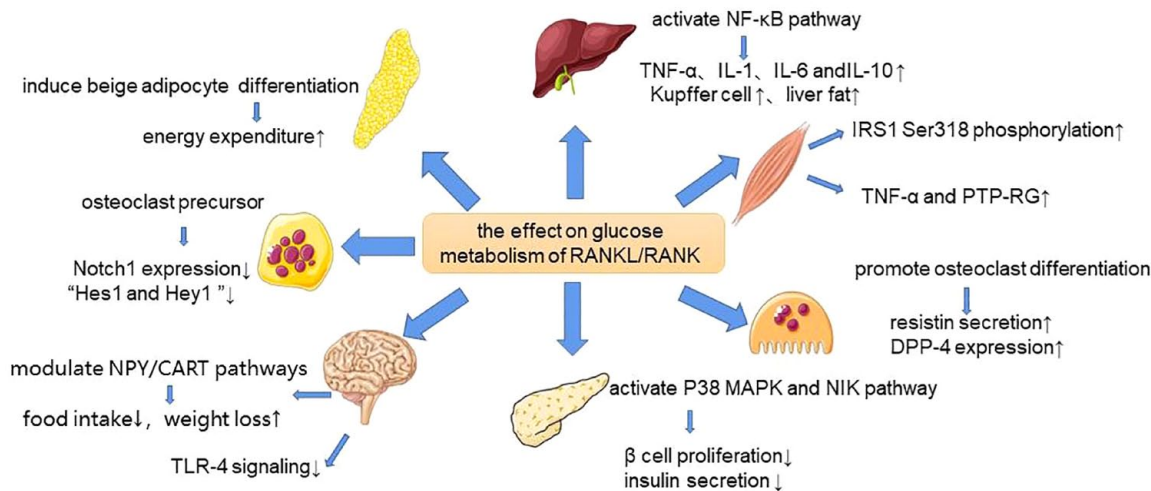 activate NF-κB pathway
TNF-α、IL-1、IL-6 andIL-10↑
Kupffer cell↑、liver fat↑
induce beige adipocyte differentiation
energy expenditure↑
IRS1 Ser318 phosphorylation↑
TNF-α and PTP-RG↑
osteoclast precursor
Notch1 expression↓
“Hes1 and Hey1 ”↓
the effect on glucose
metabolism of RANKL/RANK
promote osteoclast differentiation
resistin secretion↑
DPP-4 expression↑
modulate NPY/CART pathways
food intake↓, weight loss↑
TLR-4 signaling↓
activate P38 MAPK and NIK pathway
β cell proliferation↓
insulin secretion ↓